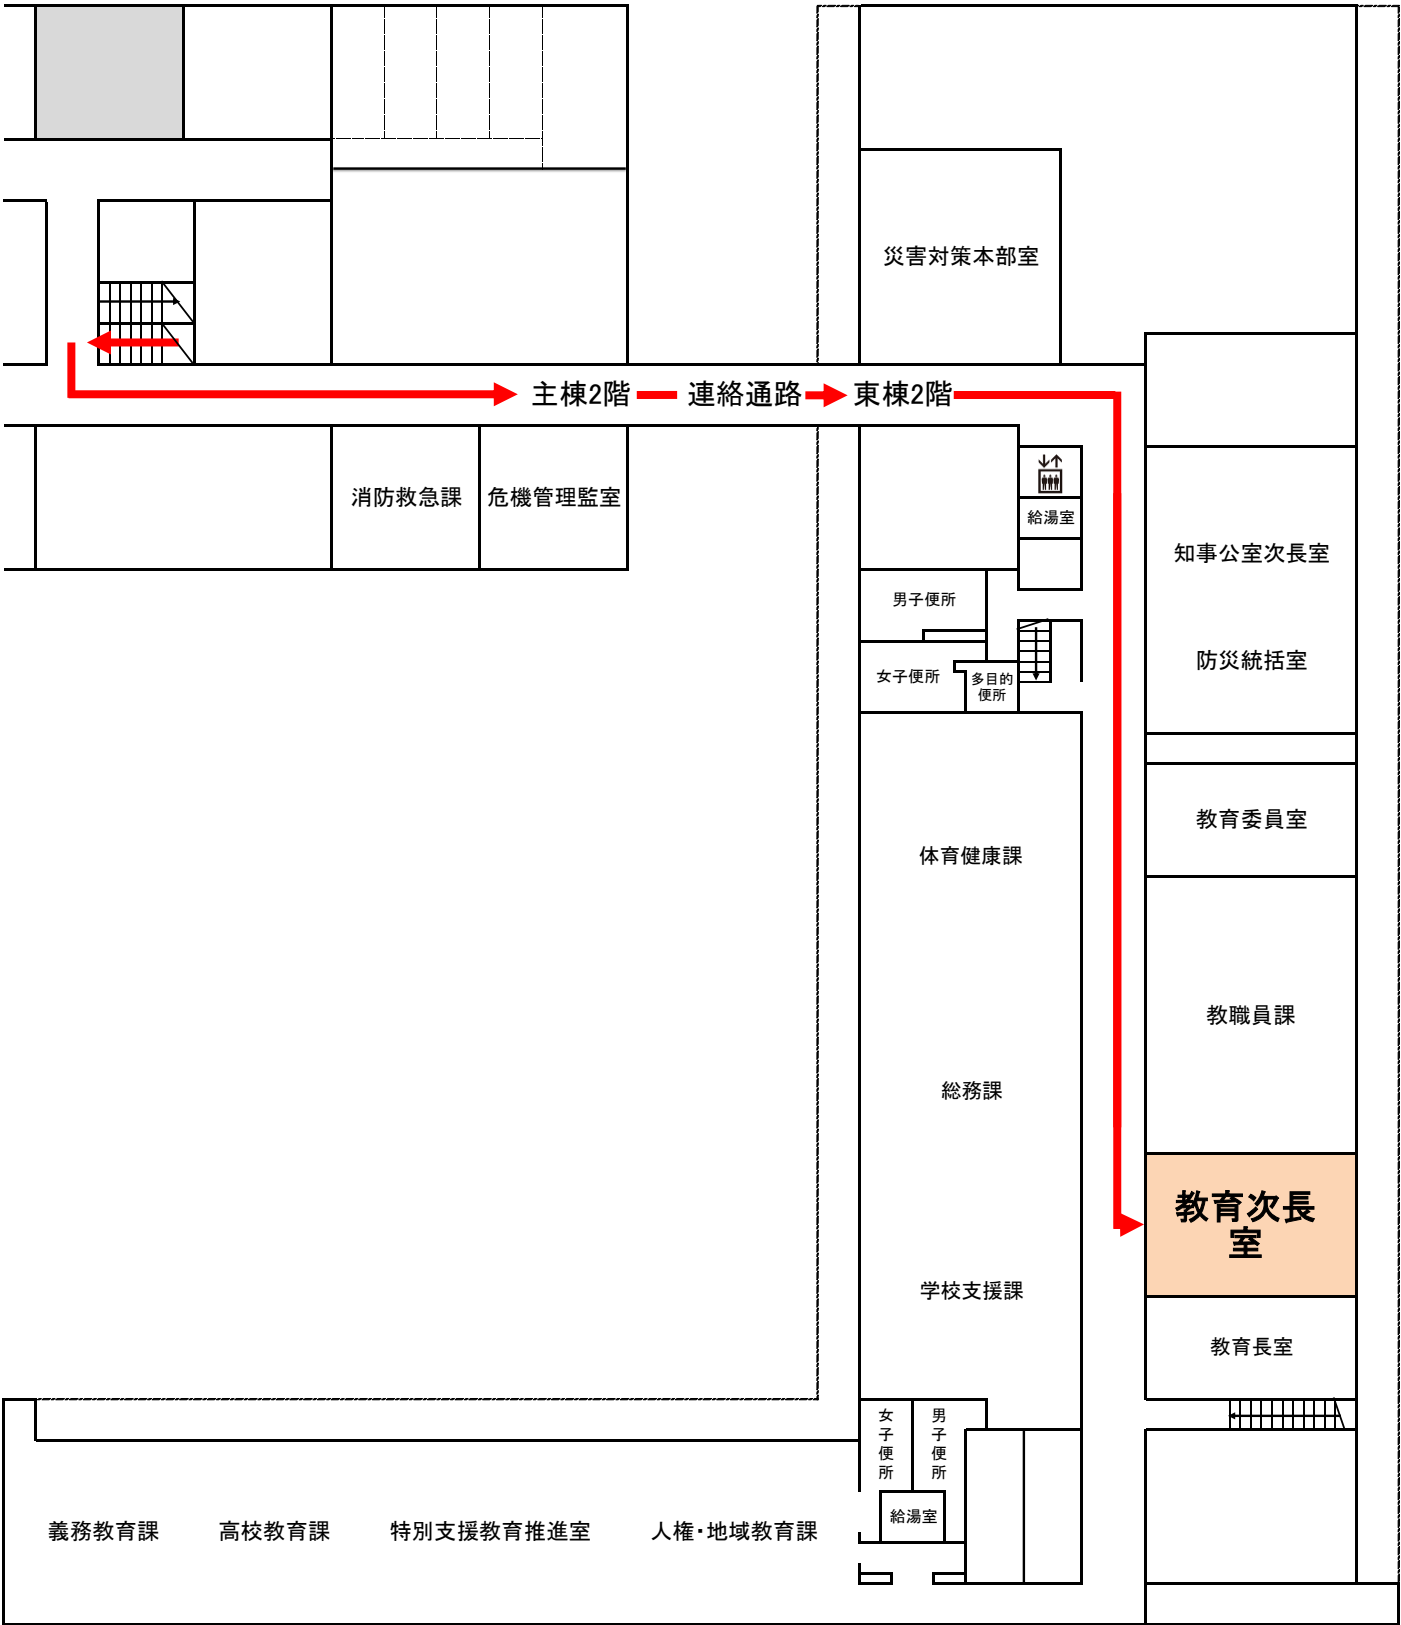 災害対策本部室
主棟2階
連絡通路
東棟2階
消防救急課
危機管理監室
給湯室
知事公室次長室
男子便所
防災統括室
女子便所
多目的
便所
教育委員室
体育健康課
教職員課
総務課
教育次長
室
学校支援課
教育長室
女子便所
男子便所
給湯室
義務教育課
高校教育課
特別支援教育推進室
人権・地域教育課